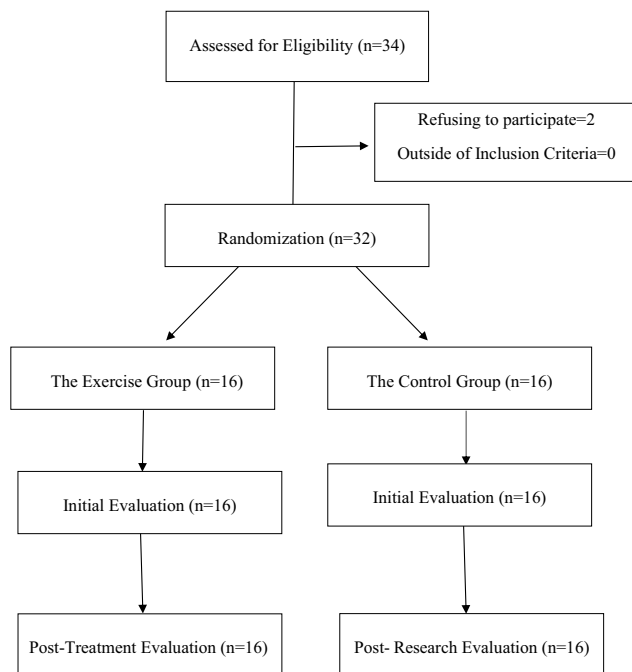 Assessed for Eligibility (n=34)
Refusing to participate=2
Outside of Inclusion Criteria=0
Randomization (n=32)
The Exercise Group (n=16)
The Control Group (n=16)
Initial Evaluation (n=16)
Initial Evaluation (n=16)
Post-Treatment Evaluation (n=16)
Post- Research Evaluation (n=16)